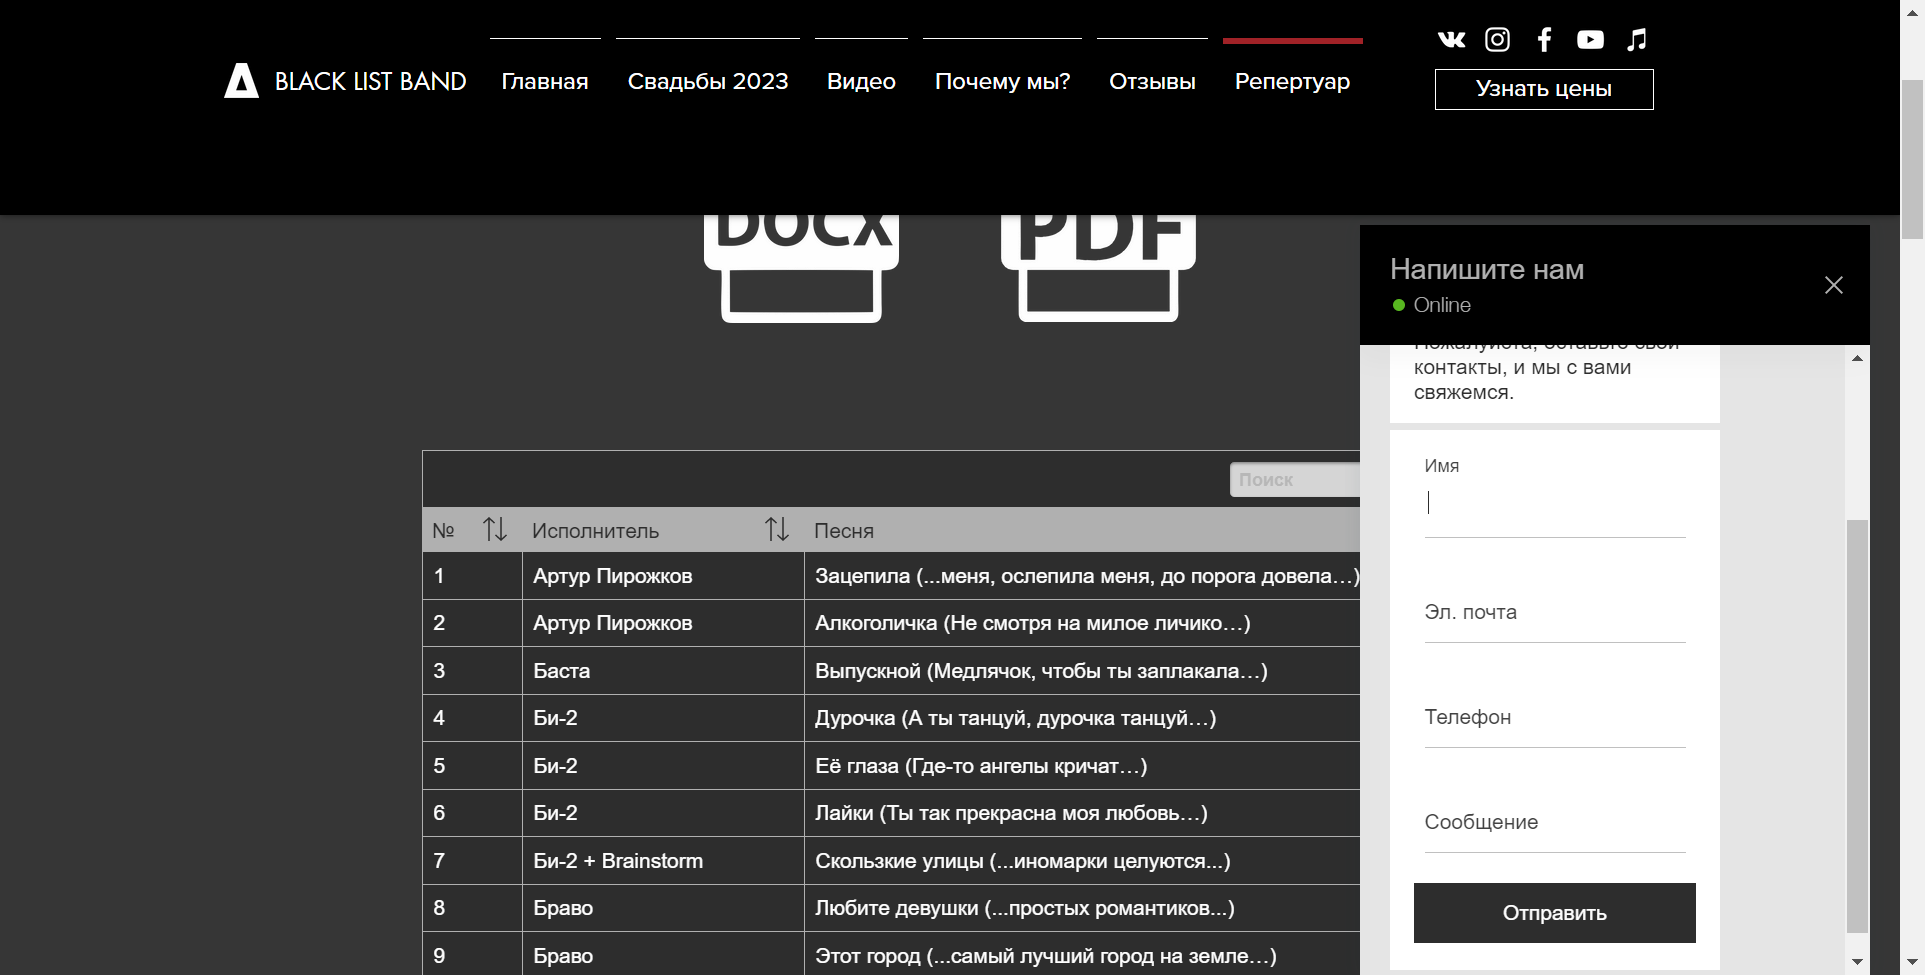 BLACK LIST BAND
Главная
Свадьбы 2023
Видео
Почему мы?
Отзывы
Репертуар
Узнать цены
DOCX
PDF
Напишите нам
Online
Пожалуйста, оставьте свои
контакты, и мы с вами
свяжемся.
Имя
Эл. почта
Телефон
Сообщение
Отправить
Поиск
№ Исполнитель Песня
1 Артур Пирожков Зацепила (...меня, ослепила меня, до порога довела…)
2 Артур Пирожков Алкоголичка (Не смотря на милое личико…)
3 Баста Выпускной (Медлячок, чтобы ты заплакала…)
4 Би-2 Дурочка (А ты танцуй, дурочка танцуй…)
5 Би-2 Её глаза (Где-то ангелы кричат…)
6 Би-2 Лайки (Ты так прекрасна моя любовь…)
7 Би-2 + Brainstorm Скользкие улицы (...иномарки целуются...)
8 Браво Любите девушки (...простых романтиков...)
9 Браво Этот город (...самый лучший город на земле…)